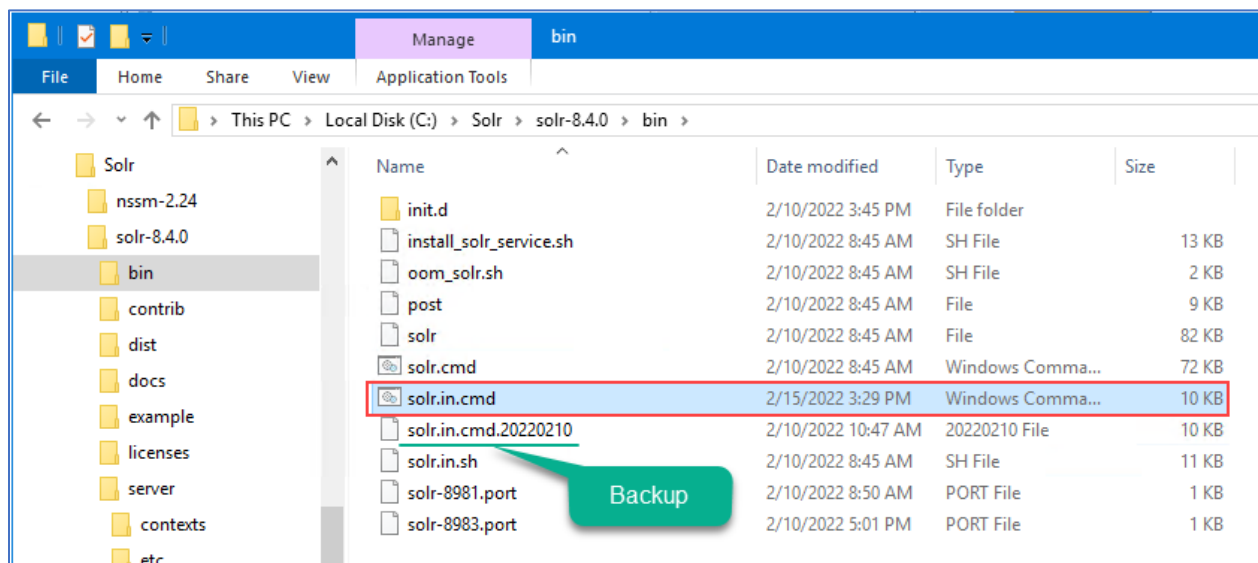 Manage bin
File Home Share View Application Tools
This PC > Local Disk (C:) > Solr > solr-8.4.0 > bin >
Solr
nssm-2.24
solr-8.4.0
bin
contrib
dist
docs
example
licenses
server
contexts
etc
Name Date modified Type Size
init.d 2/10/2022 3:45 PM File folder
install_solr_service.sh 2/10/2022 8:45 AM SH File 13 KB
oom_solr.sh 2/10/2022 8:45 AM SH File 2 KB
post 2/10/2022 8:45 AM File 9 KB
solr 2/10/2022 8:45 AM File 82 KB
solr.cmd 2/10/2022 8:45 AM Windows Comma... 72 KB
solr.in.cmd 2/15/2022 3:29 PM Windows Comma... 10 KB
solr.in.cmd.20220210 2/10/2022 10:47 AM 20220210 File 10 KB
solr.in.sh 2/10/2022 8:45 AM SH File 11 KB
solr-8981.port 2/10/2022 8:50 AM PORT File 1 KB
solr-8983.port 2/10/2022 5:01 PM PORT File 1 KB
Backup